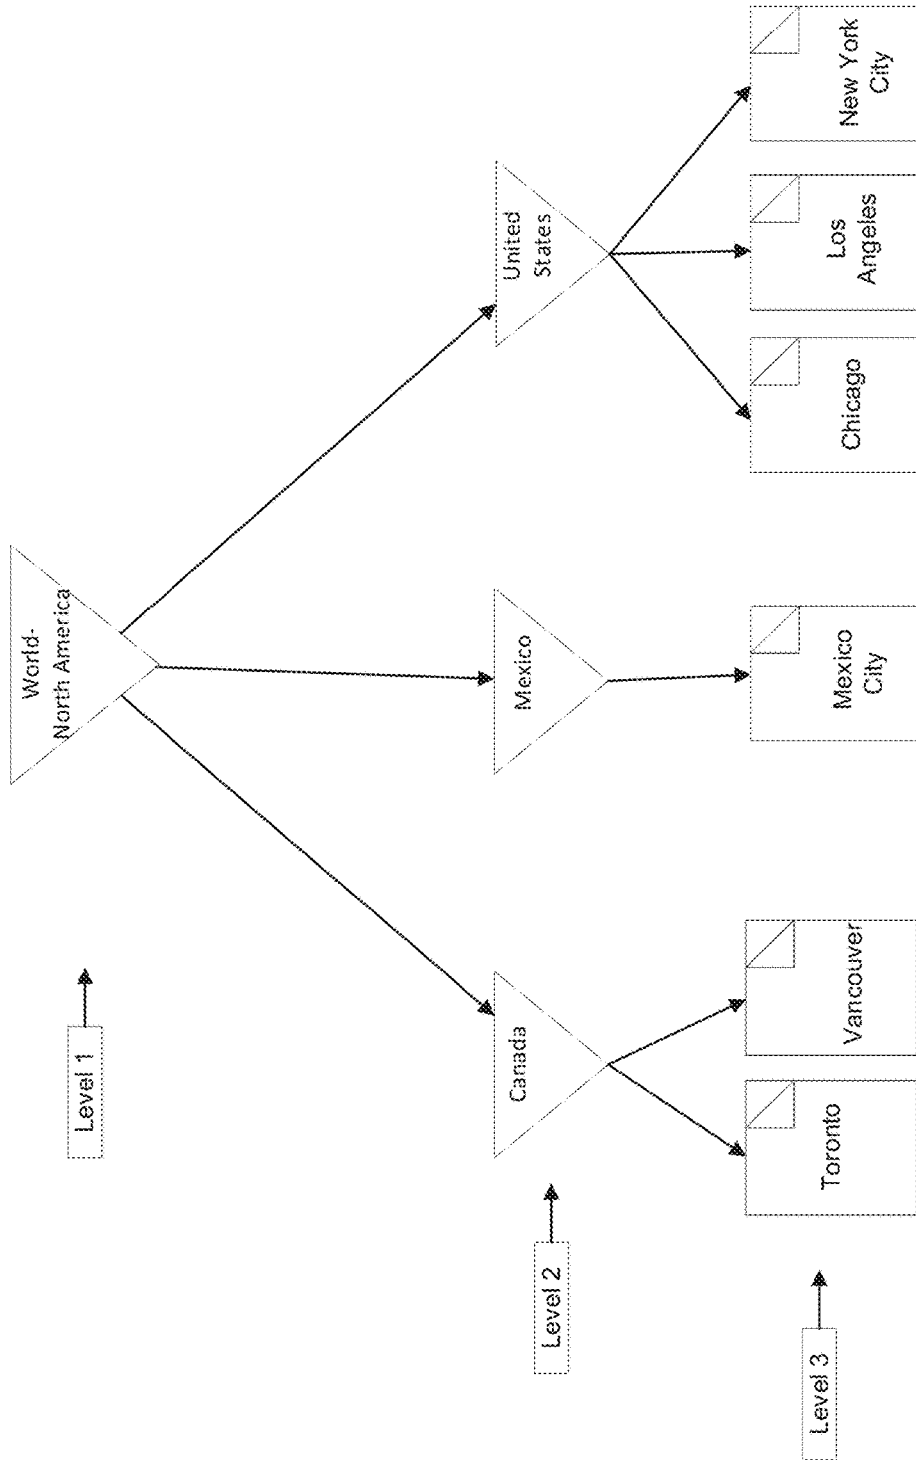 World-
North America
Level 1
Canada
Mexico
United
States
Level 2
Toronto
Vancouver
Mexico
City
Chicago
Los
Angeles
New York
City
Level 3